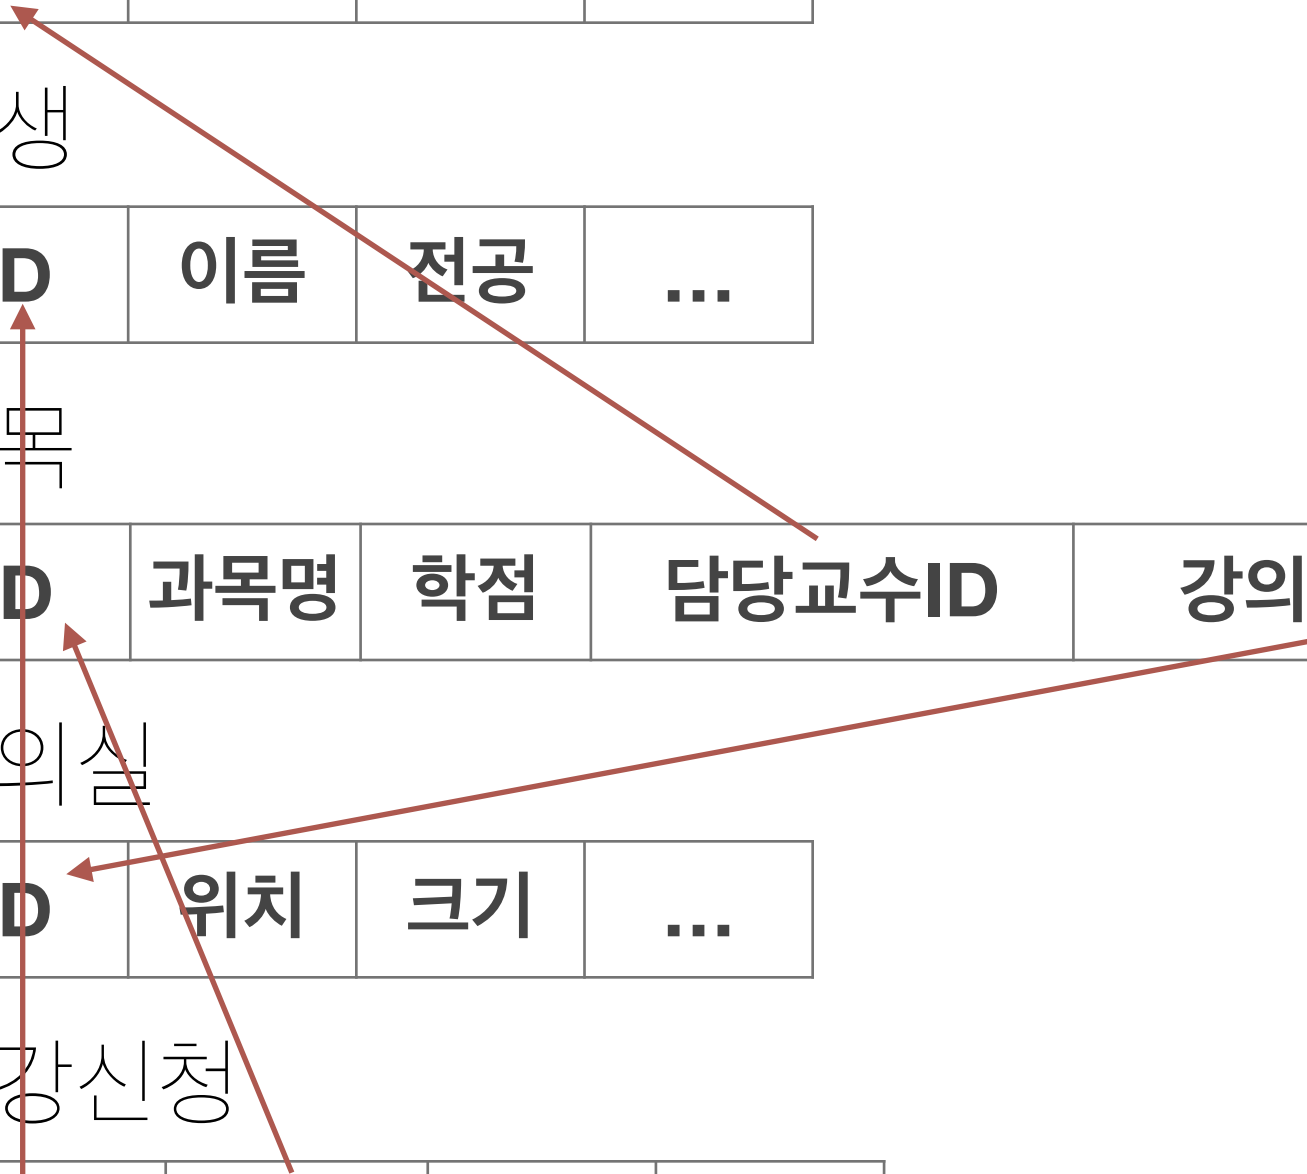 생
D 이름 전공 ...
목
D 과목명 학점 담당교수ID 강의
의실
D 위치 크기 ...
강신청